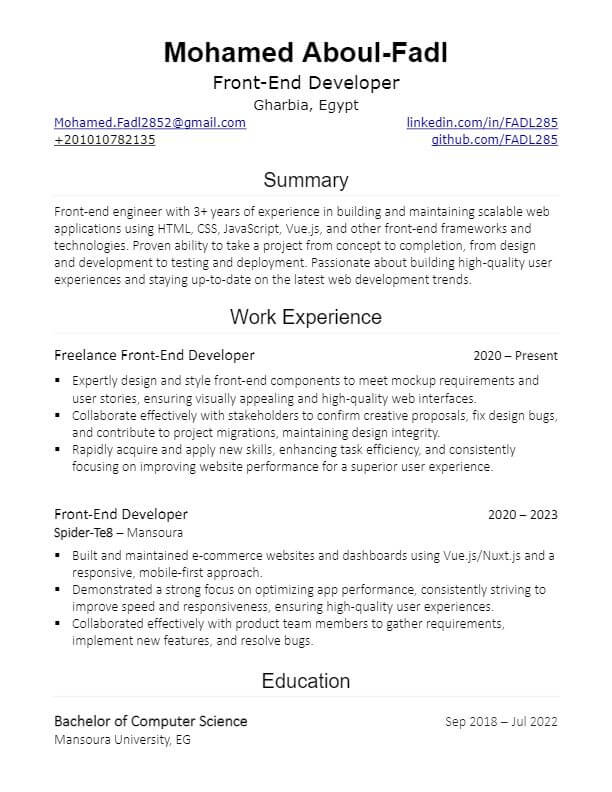 Mohamed Aboul-Fadl
Front-End Developer
Gharbia, Egypt
Mohamed.Fadl2852@gmail.com linkedin.com/in/FADL285
+201010782135 github.com/FADL285
Summary
Front-end engineer with 3+ years of experience in building and maintaining scalable web
applications using HTML, CSS, JavaScript, Vue.js, and other front-end frameworks and
technologies. Proven ability to take a project from concept to completion, from design
and development to testing and deployment. Passionate about building high-quality user
experiences and staying up-to-date on the latest web development trends.
Work Experience
Freelance Front-End Developer 2020 – Present
▪ Expertly design and style front-end components to meet mockup requirements and
user stories, ensuring visually appealing and high-quality web interfaces.
▪ Collaborate effectively with stakeholders to confirm creative proposals, fix design bugs,
and contribute to project migrations, maintaining design integrity.
▪ Rapidly acquire and apply new skills, enhancing task efficiency, and consistently
focusing on improving website performance for a superior user experience.
Front-End Developer 2020 – 2023
Spider-Te8 – Mansoura
▪ Built and maintained e-commerce websites and dashboards using Vue.js/Nuxt.js and a
responsive, mobile-first approach.
▪ Demonstrated a strong focus on optimizing app performance, consistently striving to
improve speed and responsiveness, ensuring high-quality user experiences.
▪ Collaborated effectively with product team members to gather requirements,
implement new features, and resolve bugs.
Education
Bachelor of Computer Science Sep 2018 – Jul 2022
Mansoura University, EG